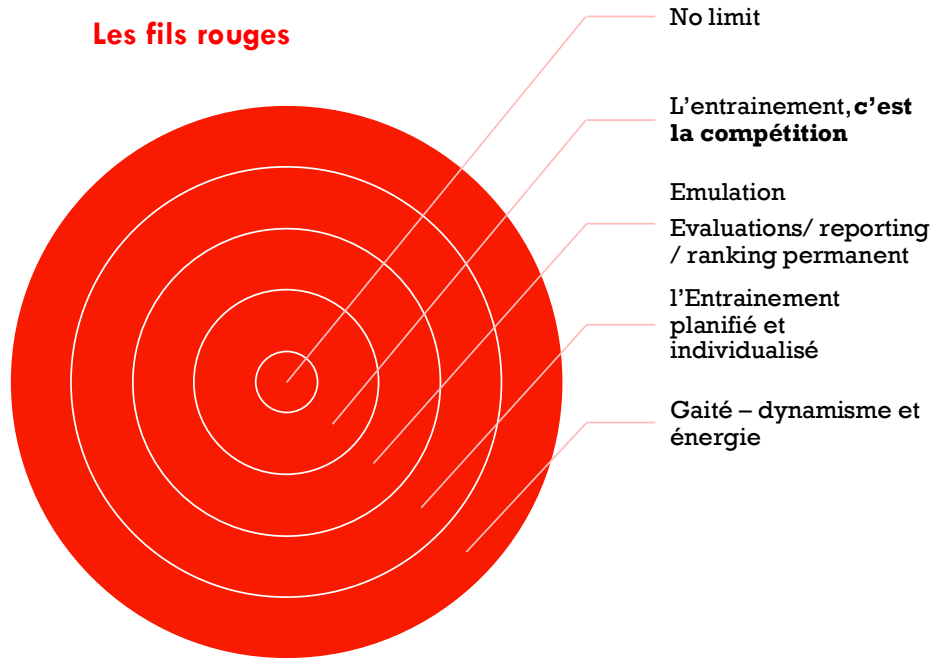 Les fils rouges
No limit
L’entrainement, c’est
la compétition
Emulation
Evaluations/ reporting
/ ranking permanent
l’Entrainement
planifié et
individualisé
Gaité – dynamisme et
énergie